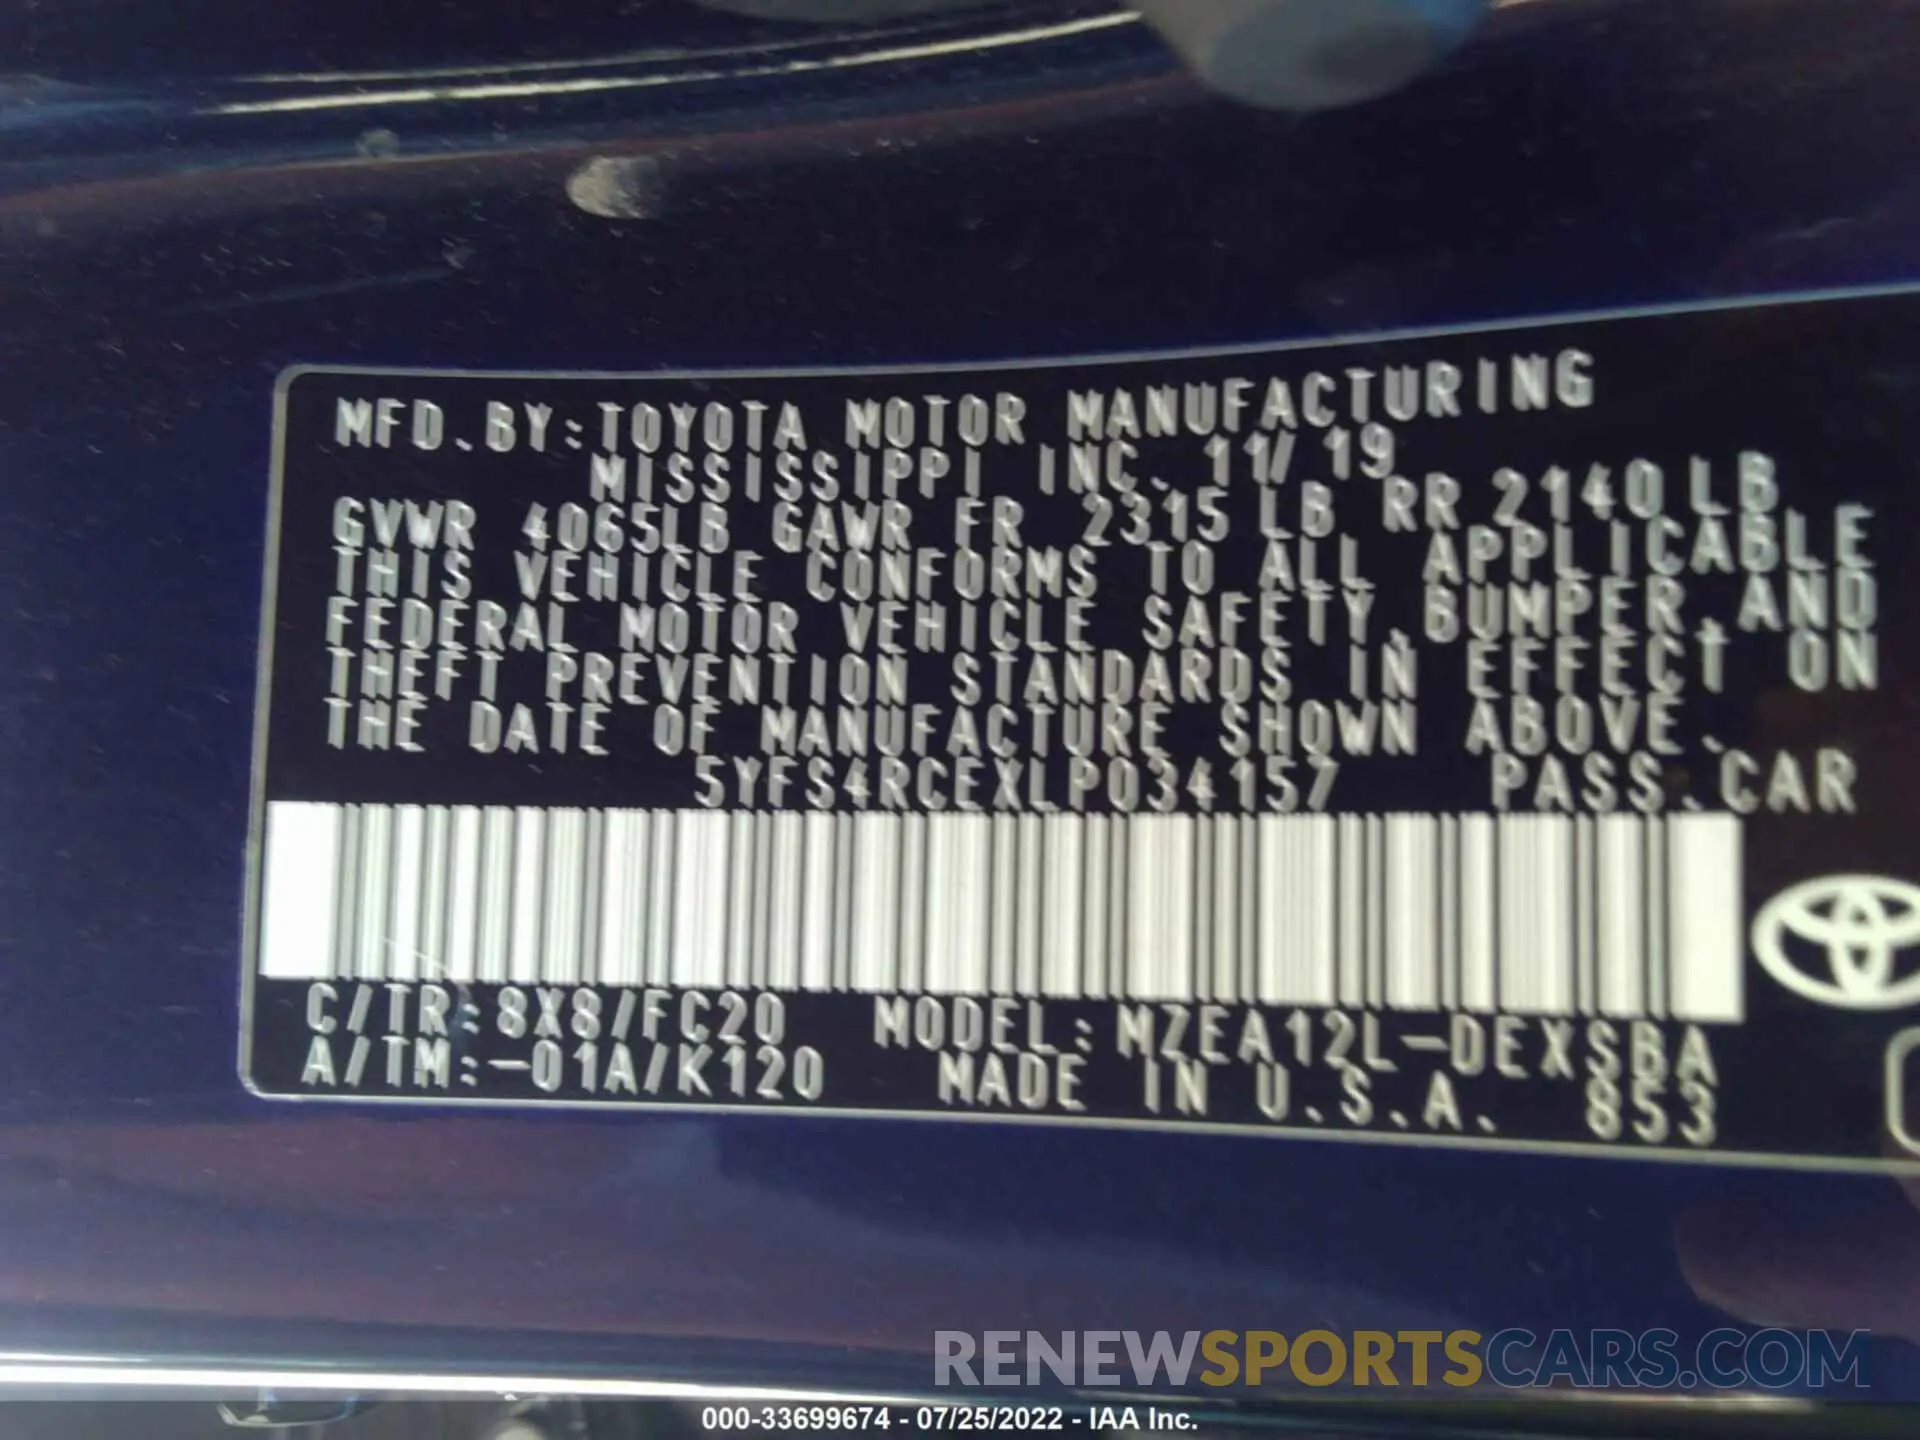 MFD.BY:TOYOTA MOTOR MANUFACTURING
MISSISSIPPI INC. 11/19
GVWR 4065LB GAWR FR 2315 LB RR 2140 LB
THIS VEHICLE CONFORMS TO ALL APPLICABLE
FEDERAL MOTOR VEHICLE SAFETY,BUMPER,AND
THEFT PREVENTION STANDARDS IN EFFECT ON
THE DATE OF MANUFACTURE SHOWN ABOVE.
5YFS4RCEXLP034157 PASS.CAR
C/TR:8X8/FC20 MODEL:MZEA12L-DEXSBA
A/TM:-01A/K120 MADE IN U.S.A. 853
RENEWSPORTSCARS.COM
000-33699674 - 07/25/2022 - IAA Inc.